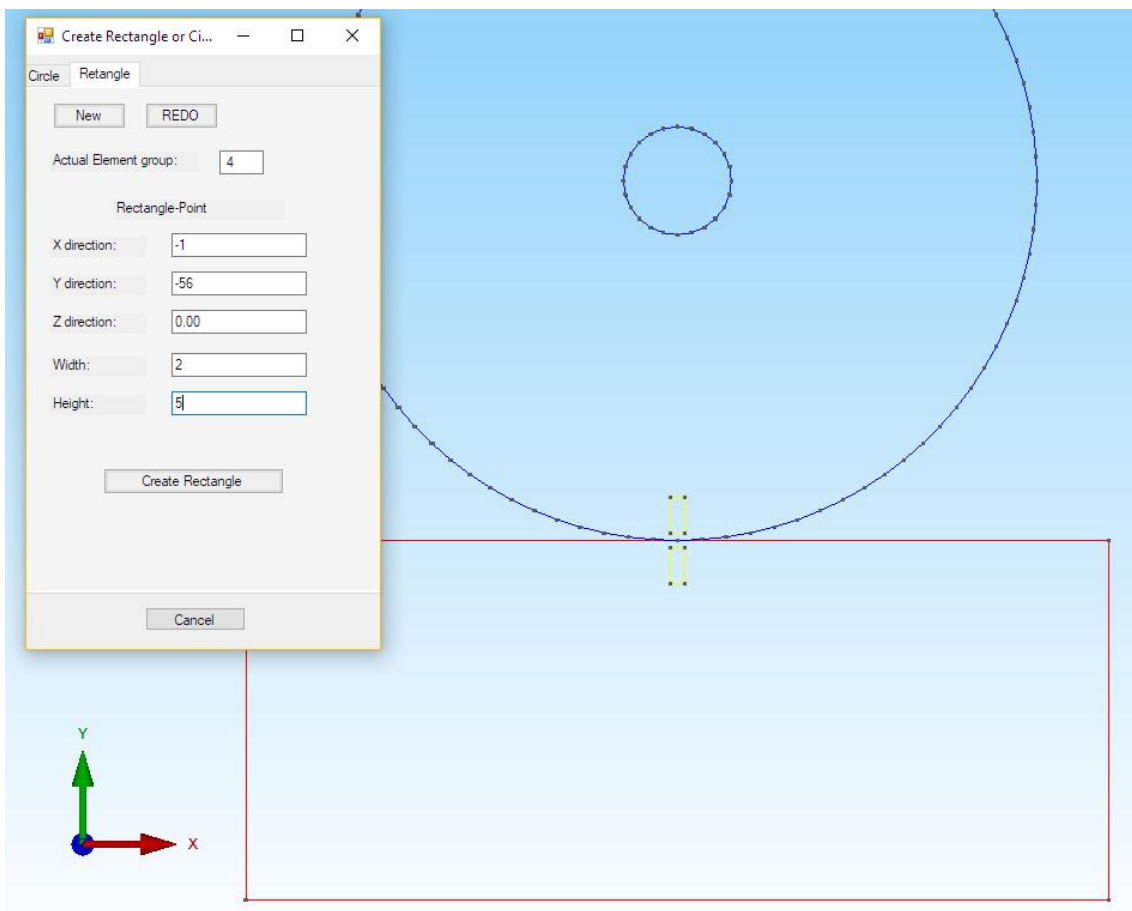 Create Rectangle or Ci...
Circle Retangle
New REDO
Actual Element group: 4
Rectangle-Point
X direction: -1
Y direction: -56
Z direction: 0.00
Width: 2
Height: 5
Create Rectangle
Cancel
Y
X